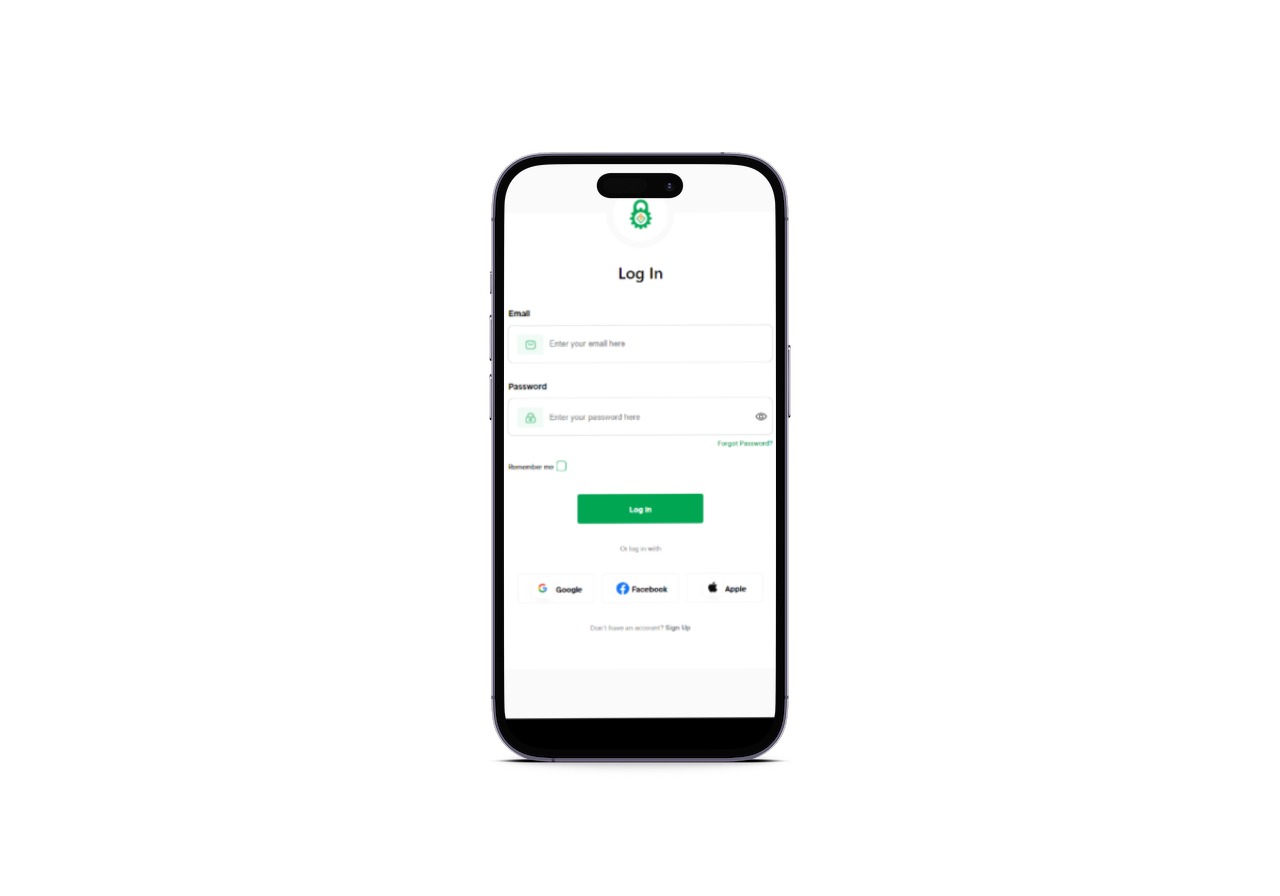 Log In
Email
Enter your email here
Password
Enter your password here
Forgot Password?
Remember me
Log In
Or log in with
Google Facebook Apple
Don't have an account? Sign Up